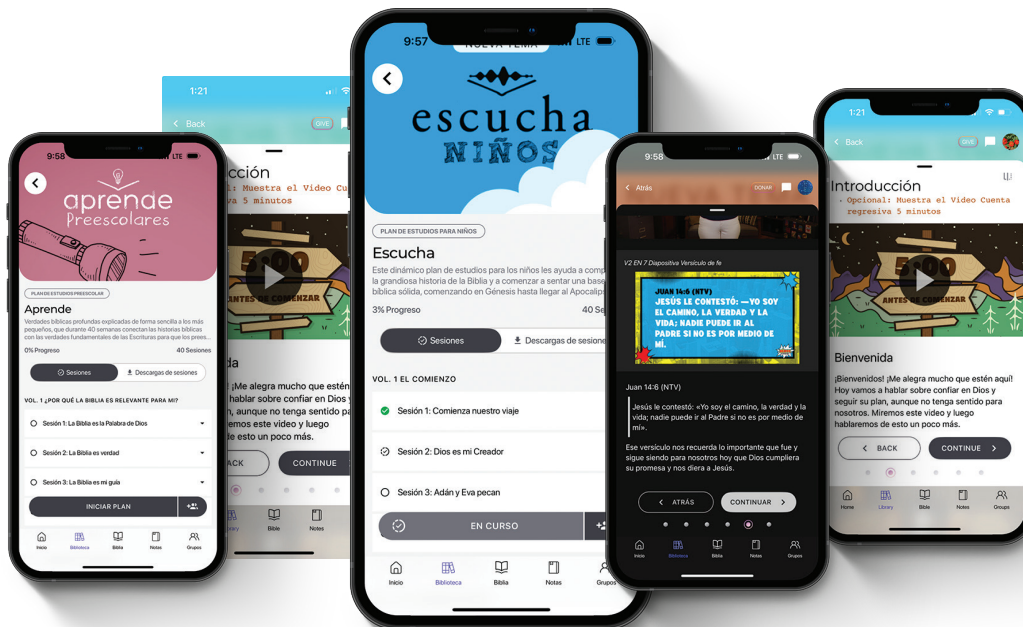 9:58
LTE
aprende
Preescolares
PLAN DE ESTUDIOS PREESCOLAR
Aprende
Verdades bíblicas profundas explicadas de forma sencilla a los más
pequeños, que durante 40 semanas conectan las historias bíblicas
con las verdades fundamentales de las Escrituras para que los prees...
0% Progreso
40 Sesiones
Sesiones
Descargas de sesiones
VOL. 1 ¿POR QUÉ LA BIBLIA ES RELEVANTE PARA MI?
Sesión 1: La Biblia es la Palabra de Dios
Sesión 2: La Biblia es verdad
Sesión 3: La Biblia es mi guía
INICIAR PLAN
Inicio
Biblioteca
Biblia
Notas
Grupos
1:21
Back
GIVE
cción
l: Muestra el Video Cu
va 5 minutos
5:00
ANTES DE COMENZAR
da
¡Me alegra mucho que estén
hablar sobre confiar en Dios y
n, aunque no tenga sentido pa
emos este video y luego
de esto un poco más.
ACK
CONTINUE
brary
Bible
Notes
9:57
LTE
NUEVA TEMA
escucha
NIÑOS
PLAN DE ESTUDIOS PARA NIÑOS
Escucha
Este dinámico plan de estudios para los niños les ayuda a comp
la grandiosa historia de la Biblia y a comenzar a sentar una base
bíblica sólida, comenzando en Génesis hasta llegar al Apocalips
3% Progreso
40 Se
Sesiones
Descargas de sesione
VOL. 1 EL COMIENZO
Sesión 1: Comienza nuestro viaje
Sesión 2: Dios es mi Creador
Sesión 3: Adán y Eva pecan
EN CURSO
Inicio
Biblioteca
Biblia
Notas
Grupos
9:58
LTE
Atrás
DONAR
V2 EN 7 Diapositiva Versículo de fe
JUAN 14:6 (NTV)
JESÚS LE CONTESTÓ: —YO SOY
EL CAMINO, LA VERDAD Y LA
VIDA; NADIE PUEDE IR AL
PADRE SI NO ES POR MEDIO DE
MÍ.
Juan 14:6 (NTV)
Jesús le contestó: «Yo soy el camino, la verdad y la
vida; nadie puede ir al Padre si no es por medio de
mí».
Ese versículo nos recuerda lo importante que fue y
sigue siendo para nosotros hoy que Dios cumpliera
su promesa y nos diera a Jesús.
ATRÁS
CONTINUAR
Inicio
Biblioteca
Biblia
Notas
Grupos
1:21
Back
GIVE
Introducción
Opcional: Muestra el Video Cuenta
regresiva 5 minutos
5:00
ANTES DE COMENZAR
Bienvenida
¡Bienvenidos! ¡Me alegra mucho que estén aquí!
Hoy vamos a hablar sobre confiar en Dios y
seguir su plan, aunque no tenga sentido para
nosotros. Miremos este video y luego
hablaremos de esto un poco más.
BACK
CONTINUE
Home
Library
Bible
Notes
Groups